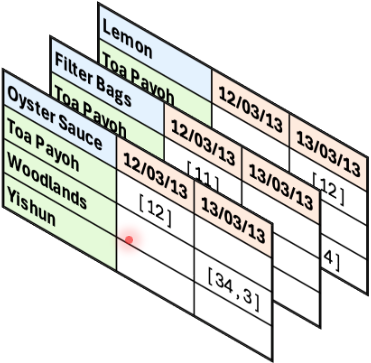 Lemon
Toa Payoh
12/03/13
13/03/13
[12]
4]
Filter Bags
Toa Payoh
12/03/13
13/03/13
[11]
Oyster Sauce
12/03/13
13/03/13
Toa Payoh
[12]
Woodlands
[34,3]
Yishun